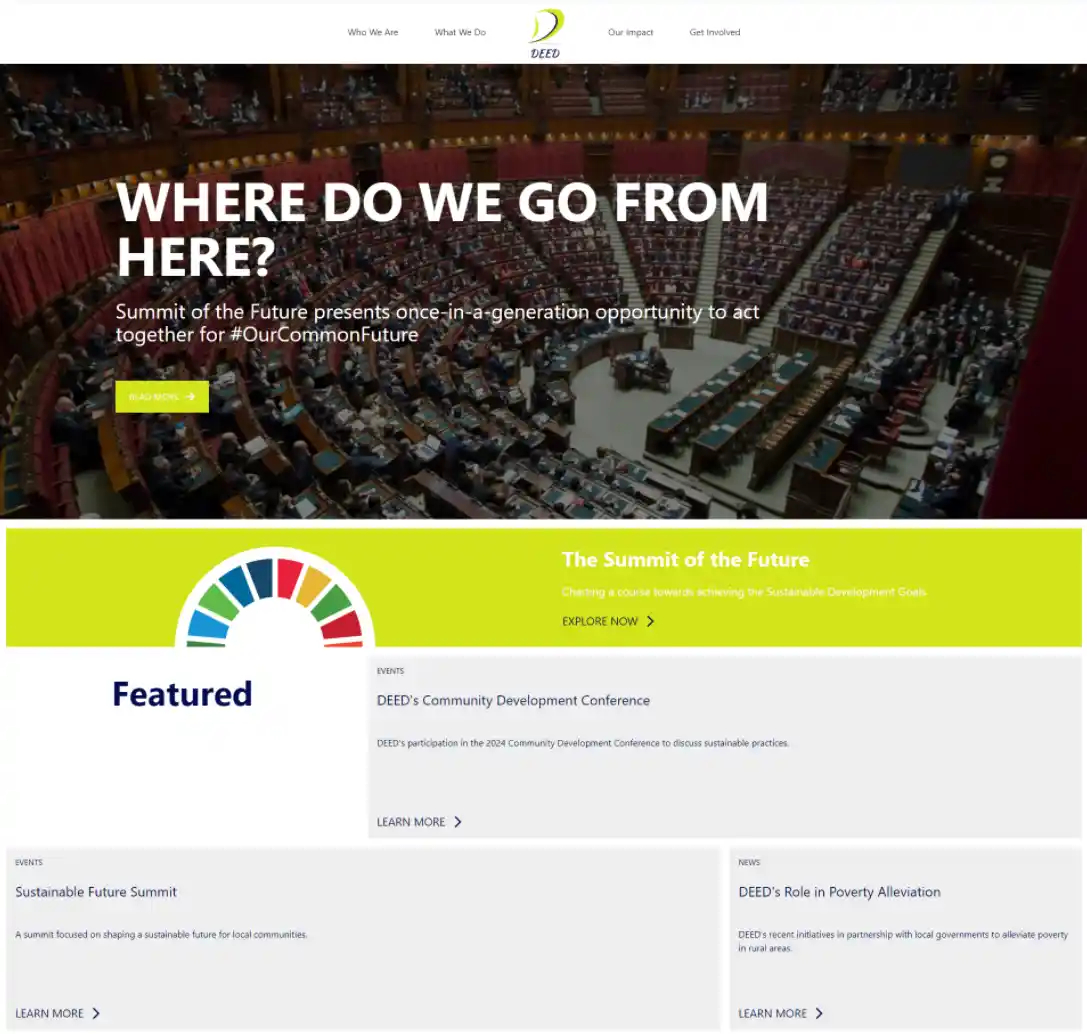 Who We Are
What We Do
DEED
Our Impact
Get Involved
WHERE DO WE GO FROM
HERE?
Summit of the Future presents once-in-a-generation opportunity to act
together for #OurCommonFuture
READ MORE
The Summit of the Future
Charting a course towards achieving the Sustainable Development Goals
EXPLORE NOW
Featured
EVENTS
DEED's Community Development Conference
DEED's participation in the 2024 Community Development Conference to discuss sustainable practices.
LEARN MORE
EVENTS
Sustainable Future Summit
A summit focused on shaping a sustainable future for local communities.
LEARN MORE
NEWS
DEED's Role in Poverty Alleviation
DEED's recent initiatives in partnership with local governments to alleviate poverty
in rural areas.
LEARN MORE